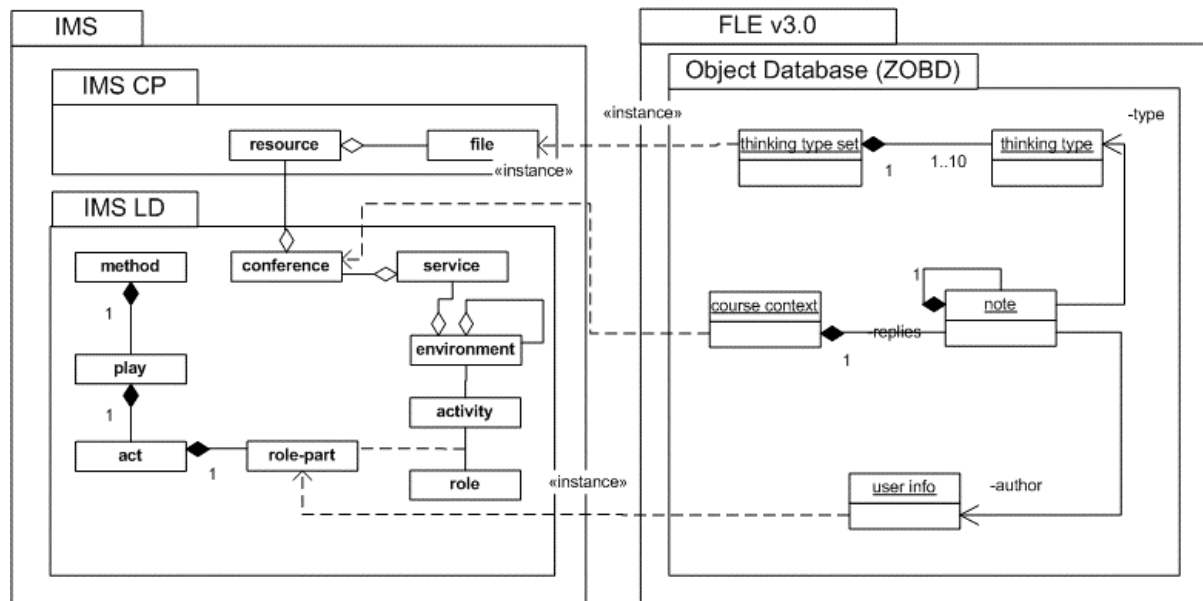 IMS
FLE v3.0
IMS CP
Object Database (ZOBD)
«instance»
-type
resource
file
thinking type set
thinking type
1
1..10
«instance»
IMS LD
method
conference
service
1
course context
note
1
-replies
1
environment
play
activity
1
act
1
role-part
role
«instance»
user info
-author